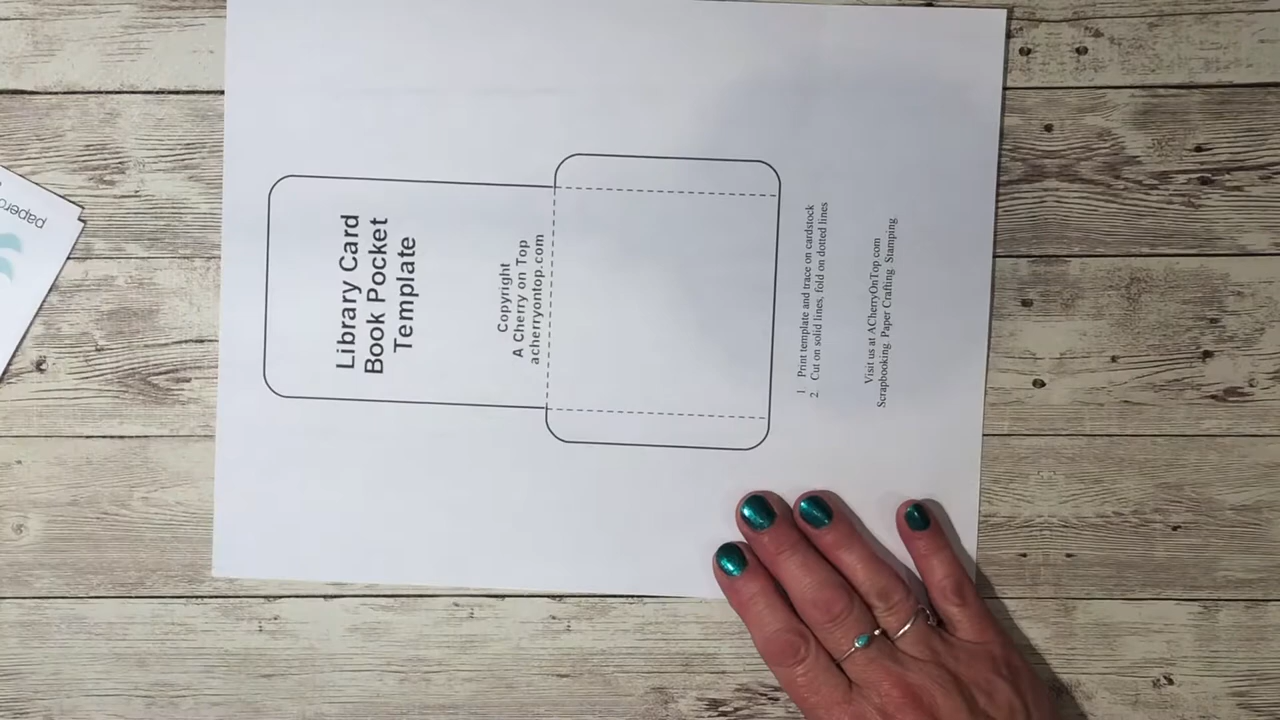 Library Card
Book Pocket
Template
Copyright
A Cherry on Top
acherryontop.com
1 Print template and trace on cardstock
2. Cut on solid lines, fold on dotted lines
Visit us at ACherryOnTop com
Scrapbooking Paper Crafting Stamping